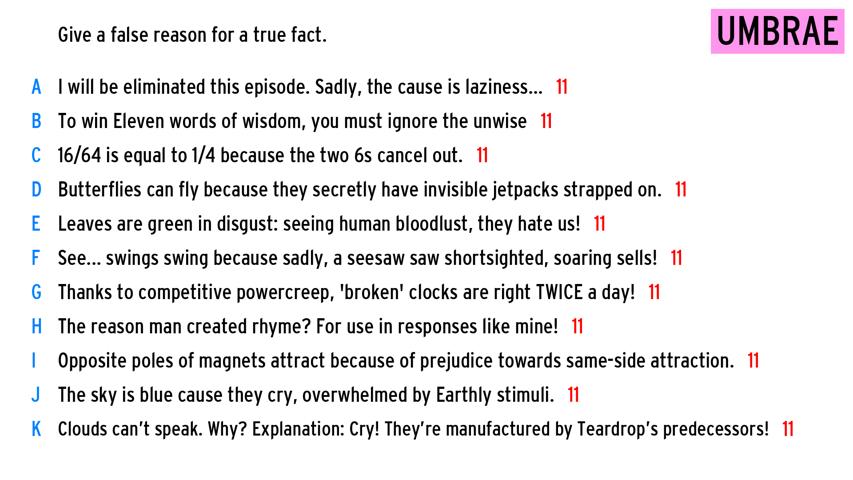 Give a false reason for a true fact.
UMBRAE
A I will be eliminated this episode. Sadly, the cause is laziness... 11
B To win Eleven words of wisdom, you must ignore the unwise 11
C 16/64 is equal to 1/4 because the two 6s cancel out. 11
D Butterflies can fly because they secretly have invisible jetpacks strapped on. 11
E Leaves are green in disgust: seeing human bloodlust, they hate us! 11
F See... swings swing because sadly, a seesaw saw shortsighted, soaring sells! 11
G Thanks to competitive powercreep, 'broken' clocks are right TWICE a day! 11
H The reason man created rhyme? For use in responses like mine! 11
I Opposite poles of magnets attract because of prejudice towards same-side attraction. 11
J The sky is blue cause they cry, overwhelmed by Earthly stimuli. 11
K Clouds can’t speak. Why? Explanation: Cry! They’re manufactured by Teardrop’s predecessors! 11